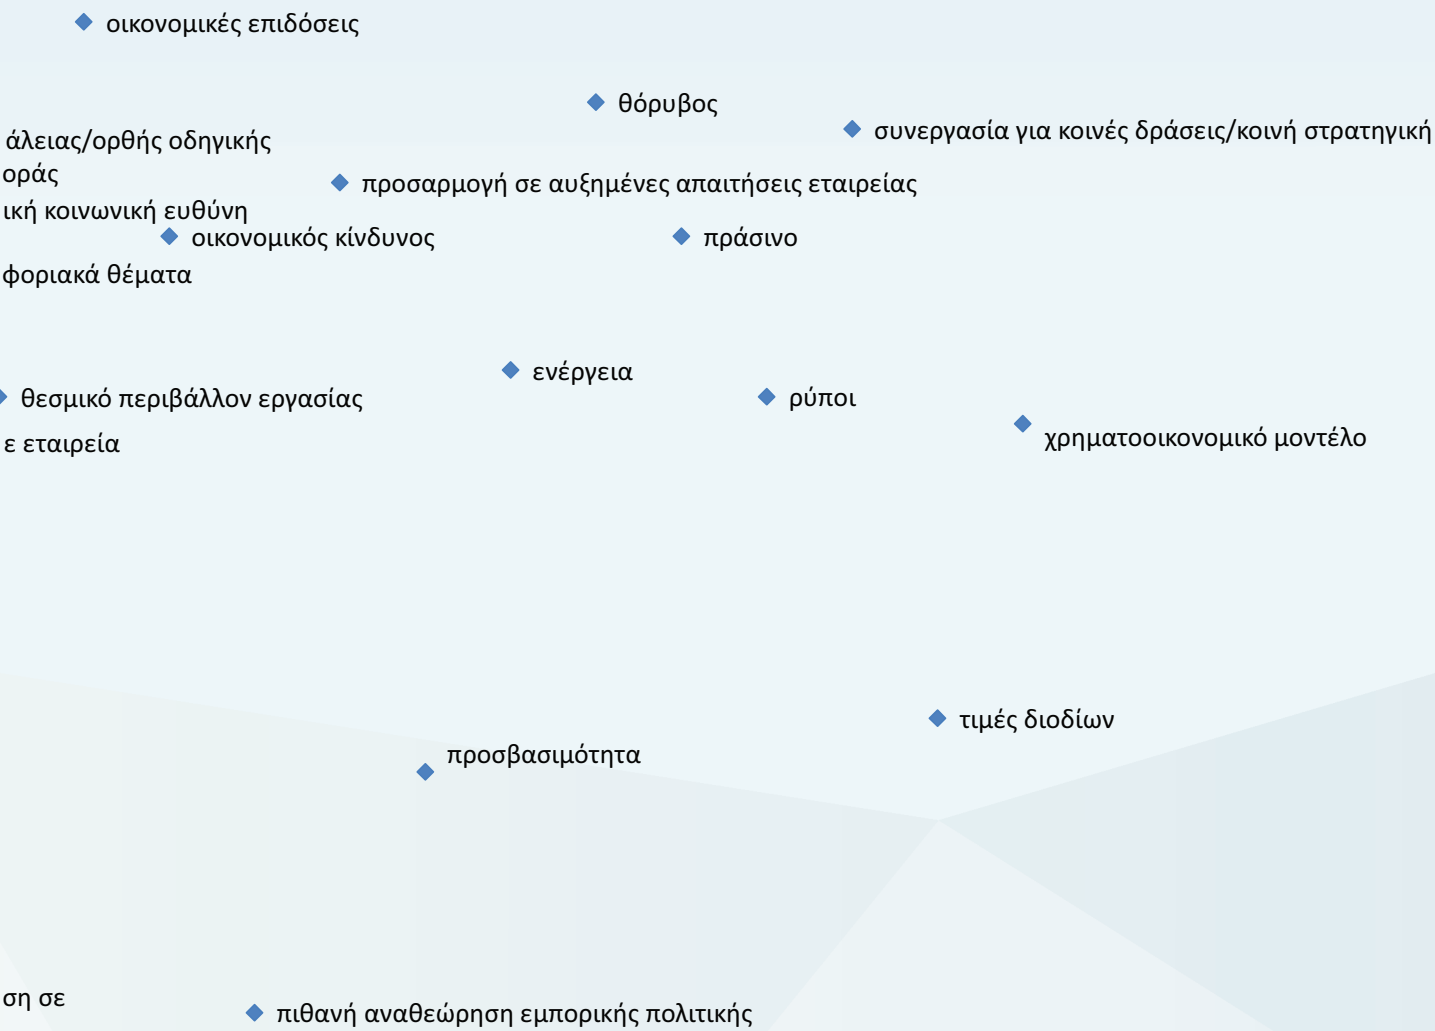 οικονομικές επιδόσεις
θόρυβος
συνεργασία για κοινές δράσεις/κοινή στρατηγική
άλειας/ορθής οδηγικής
οράς
προσαρμογή σε αυξημένες απαιτήσεις εταιρείας
ική κοινωνική ευθύνη
οικονομικός κίνδυνος
πράσινο
φοριακά θέματα
ενέργεια
θεσμικό περιβάλλον εργασίας
ρύποι
ε εταιρεία
χρηματοοικονομικό μοντέλο
τιμές διοδίων
προσβασιμότητα
ση σε
πιθανή αναθεώρηση εμπορικής πολιτικής